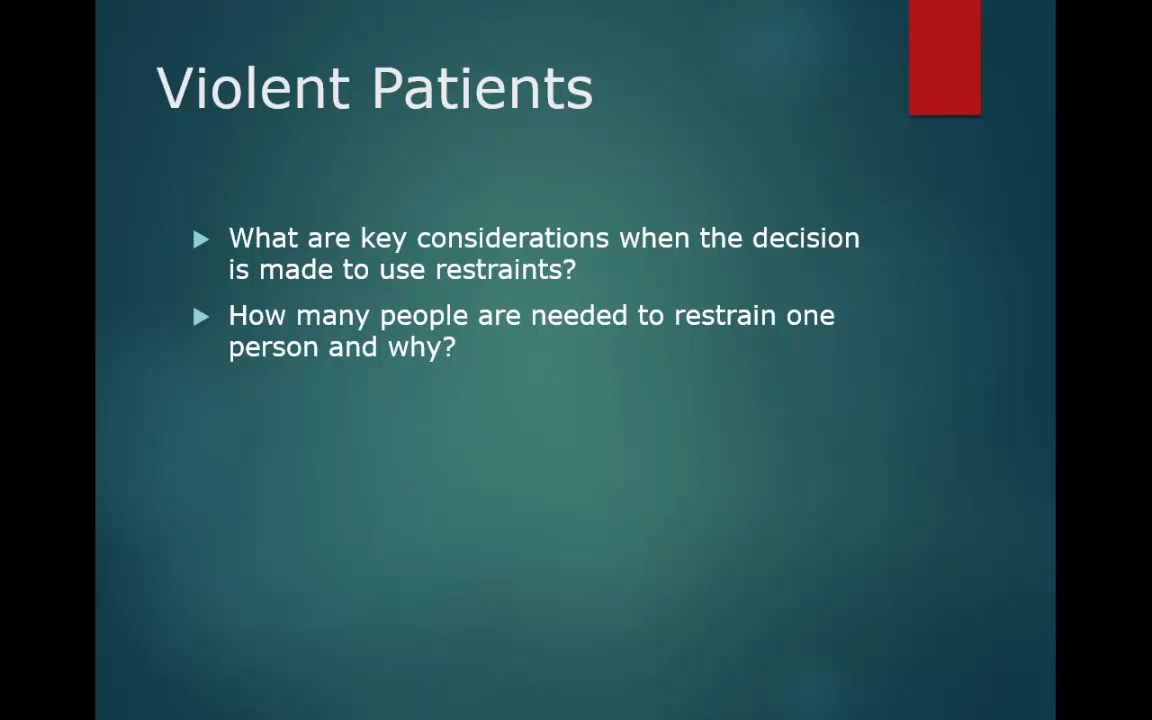 Violent Patients
What are key considerations when the decision
is made to use restraints?
How many people are needed to restrain one
person and why?